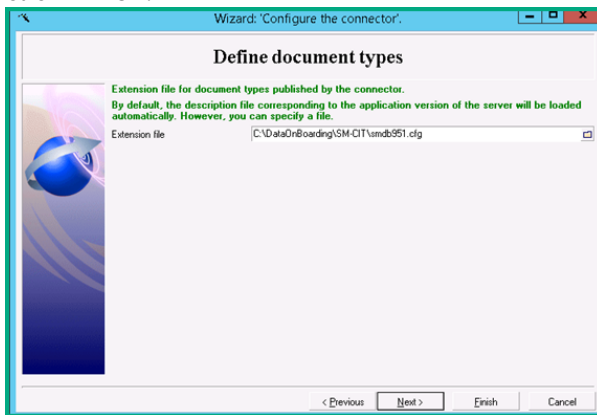 Wizard: 'Configure the connector'.
Define document types
Extension file for document types published by the connector.
By default, the description file corresponding to the application version of the server will be loaded
automatically. However, you can specify a file.
Extension file C:\DataOnBoarding\SM-CIT\smdb951.cfg
< Previous Next > Finish Cancel